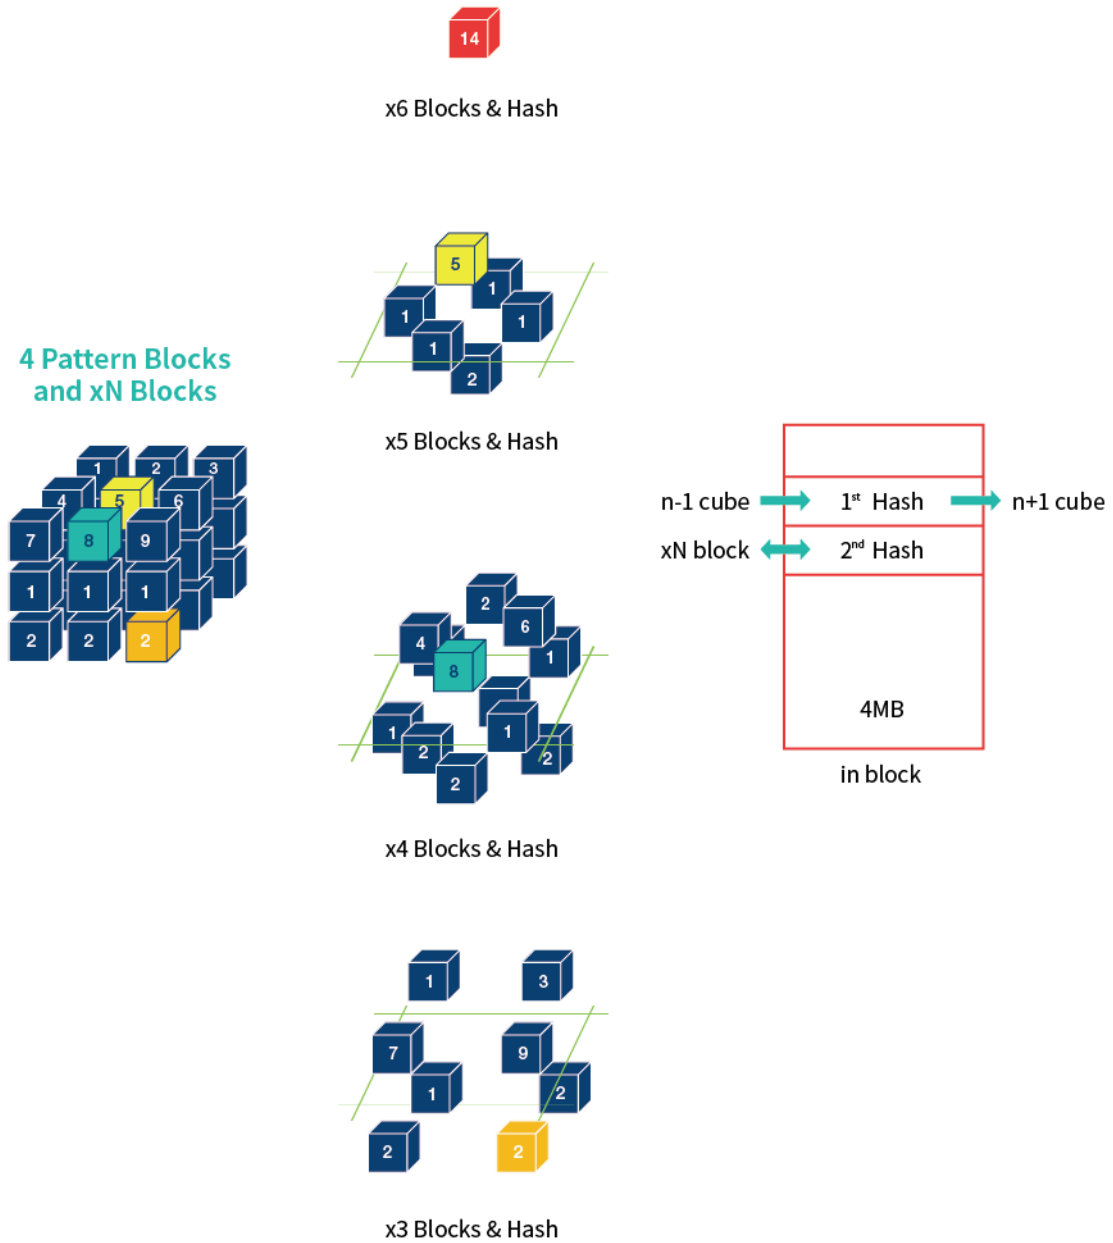 14
x6 Blocks & Hash
5
1
1
1
1
2
x5 Blocks & Hash
4 Pattern Blocks
and xN Blocks
1 2 3
4 5 6
7 8 9
1 1 1
2 2 2
2
6
4
1
8
1
1
2
2
2
x4 Blocks & Hash
1 3
7 9
1 2
2 2
x3 Blocks & Hash
n-1 cube 1st Hash n+1 cube
xN block 2nd Hash
4MB
in block